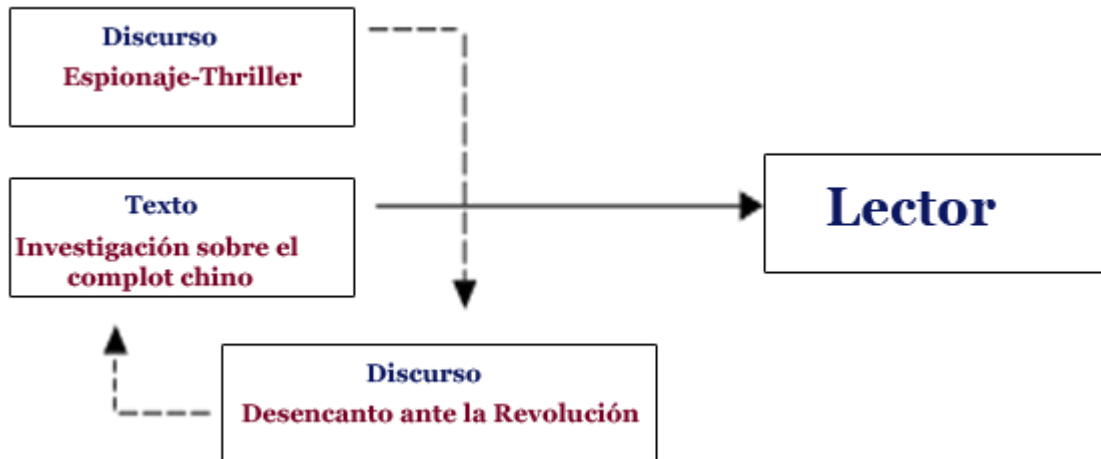 Discurso
Espionaje-Thriller
Texto
Investigación sobre el
complot chino
Lector
Discurso
Desencanto ante la Revolución